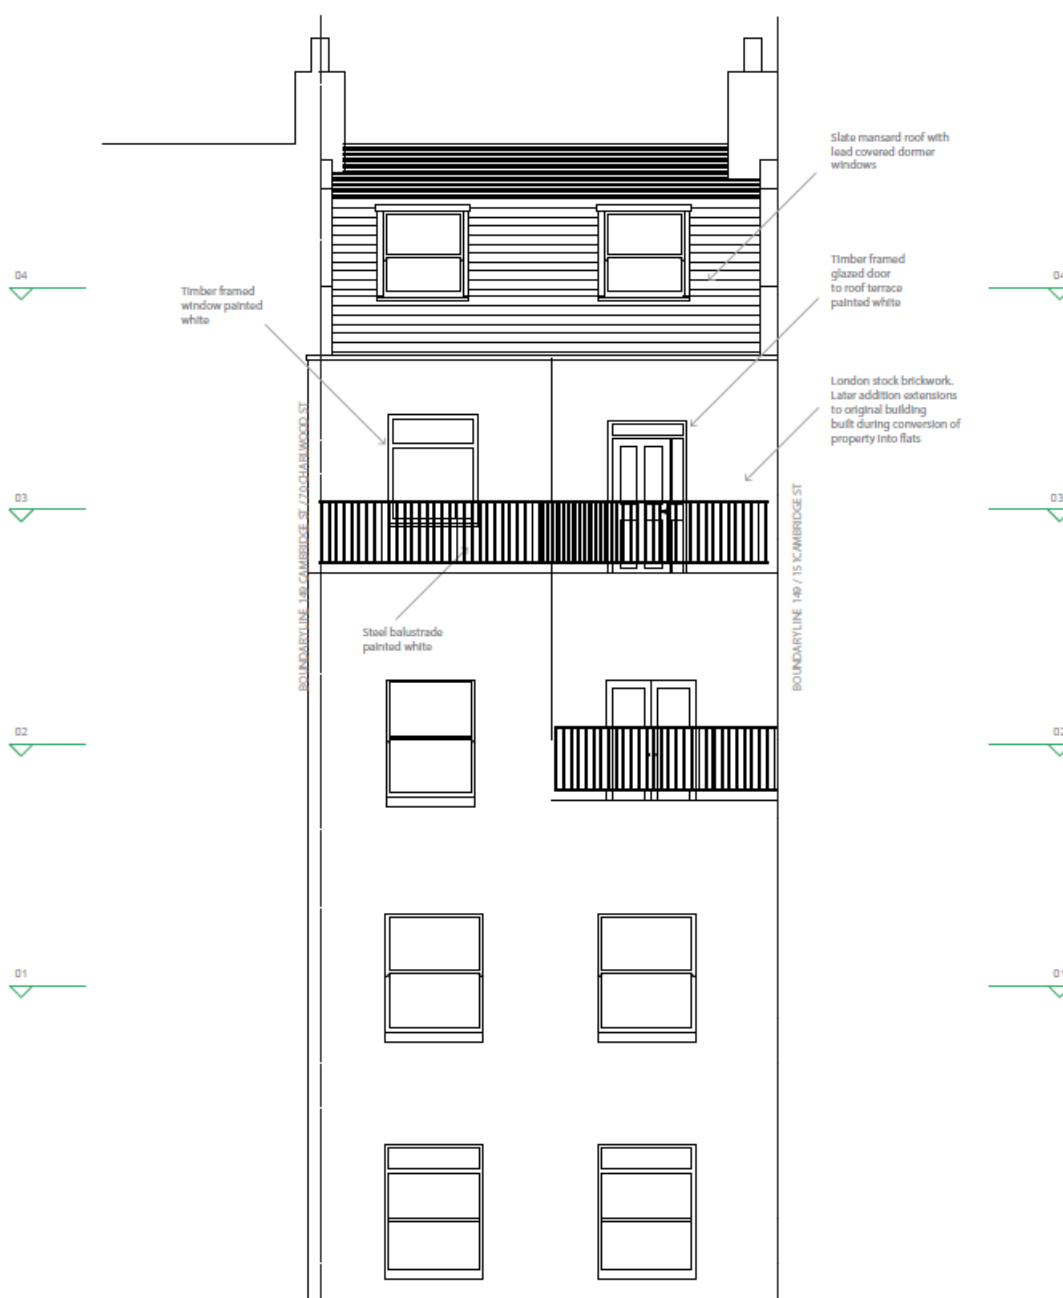 Slate mansard roof with
lead covered dormer
windows
Timber framed
glazed door
to roof terrace
painted white
04
04
Timber framed
window painted
white
London stock brickwork.
Later addition extensions
to original building
built during conversion of
property into flats
BOUNDARY LINE 149 CAMBRIDGE ST / 70 CHARLWOOD ST
BOUNDARY LINE 149 / 151CAMBRIDGE ST
03
03
Steel balustrade
painted white
02
02
01
01